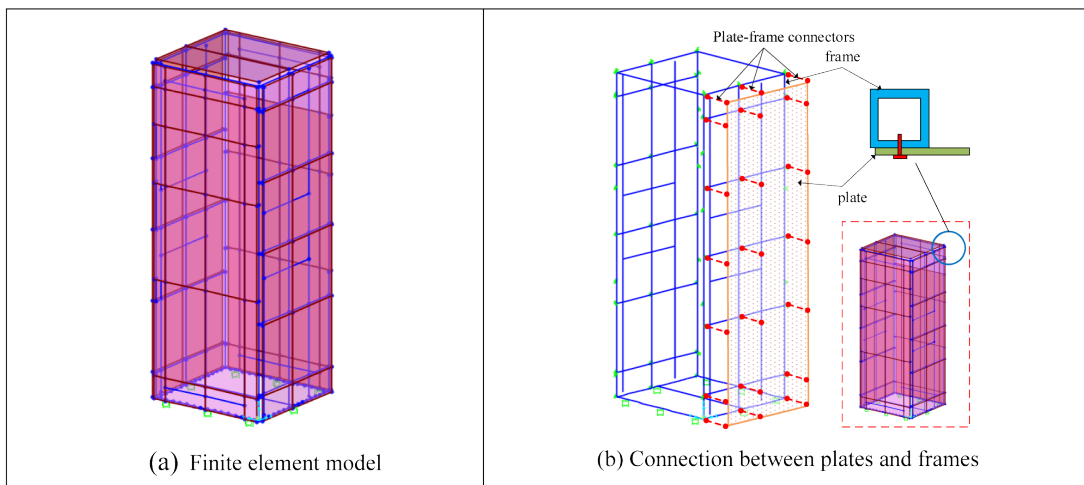 Plate-frame connectors
frame
plate
(a) Finite element model
(b) Connection between plates and frames